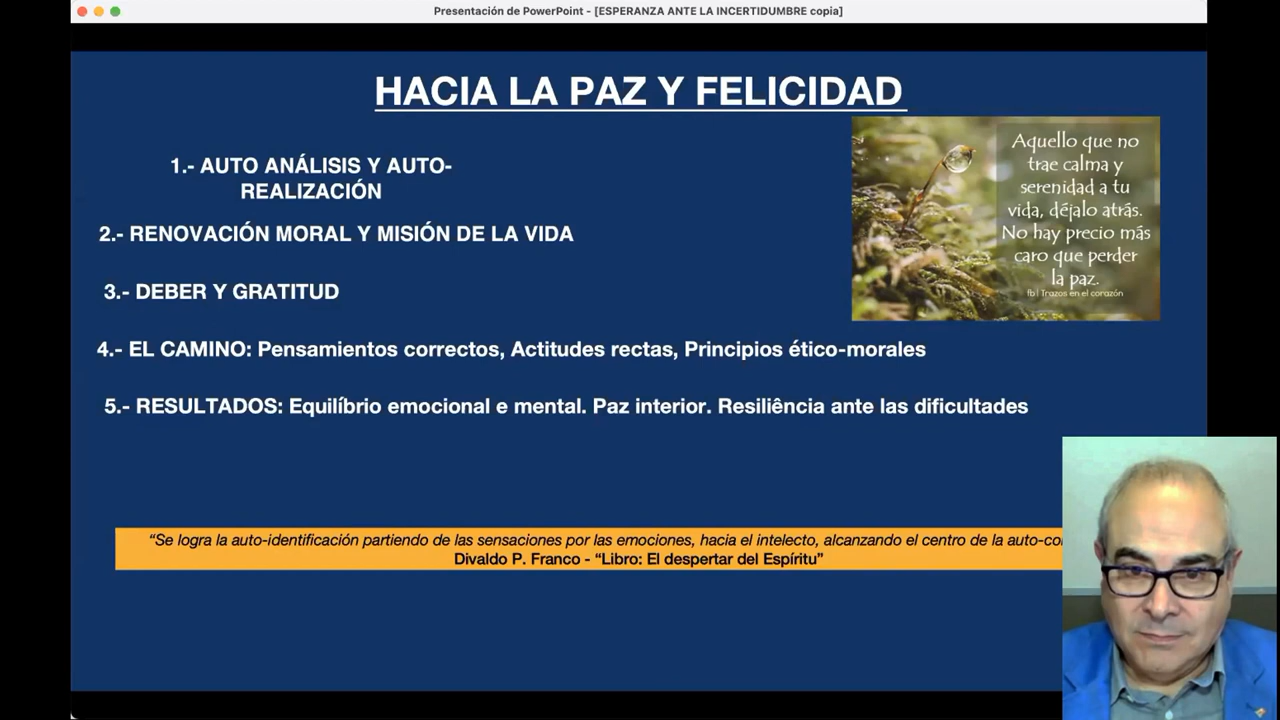 Presentación de PowerPoint - [ESPERANZA ANTE LA INCERTIDUMBRE copia]
HACIA LA PAZ Y FELICIDAD
1.- AUTO ANÁLISIS Y AUTO-
REALIZACIÓN
2.- RENOVACIÓN MORAL Y MISIÓN DE LA VIDA
3.- DEBER Y GRATITUD
4.- EL CAMINO: Pensamientos correctos, Actitudes rectas, Principios ético-morales
5.- RESULTADOS: Equilíbrio emocional e mental. Paz interior. Resiliência ante las dificultades
Aquello que no
trae calma y
serenidad a tu
vida, déjalo atrás.
No hay precio más
caro que perder
la paz.
fb | Trazos en el corazón
“Se logra la auto-identificación partiendo de las sensaciones por las emociones, hacia el intelecto, alcanzando el centro de la
Divaldo P. Franco - “Libro: El despertar del Espíritu”